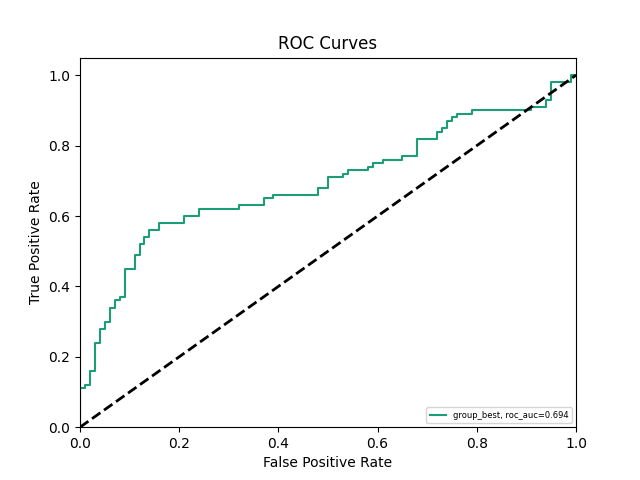 ROC Curves
1.0
0.8
0.6
0.4
0.2
0.0
True Positive Rate
group_best, roc_auc=0.694
0.0 0.2 0.4 0.6 0.8 1.0
False Positive Rate